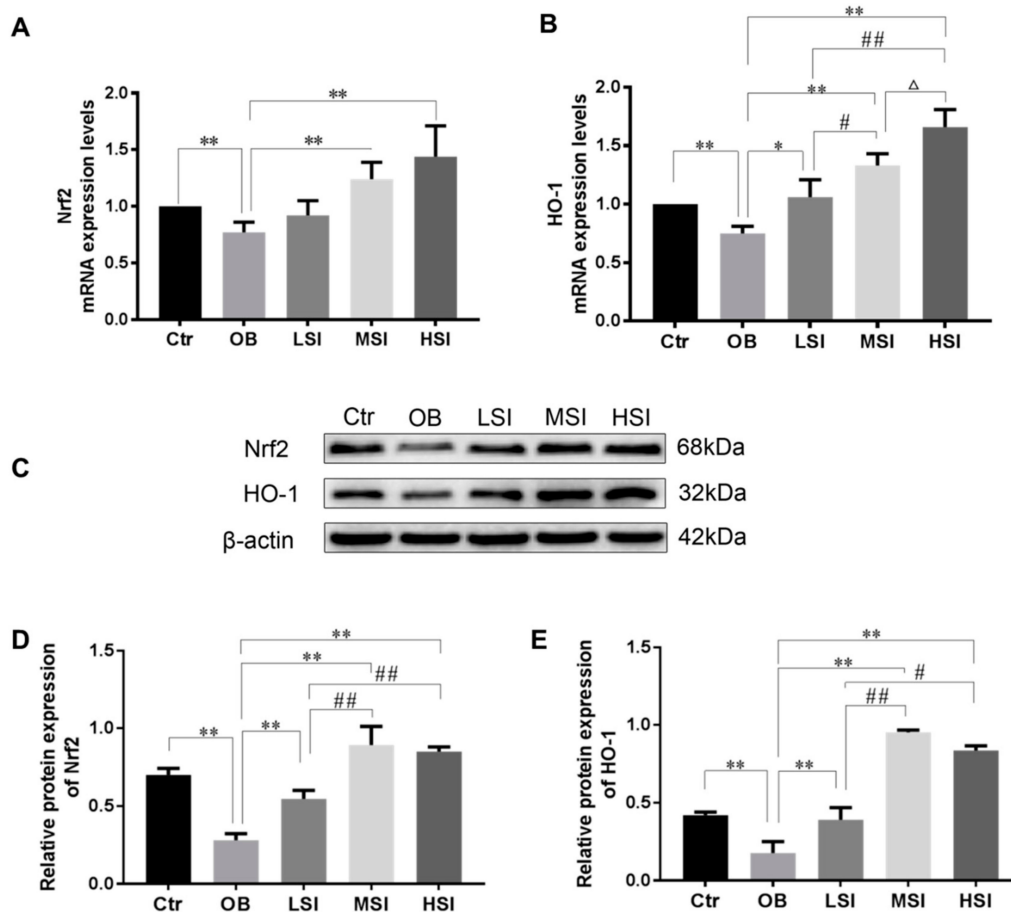 A
Nrf2
mRNA expression levels
2.0
1.5
1.0
0.5
0.0
**
**
**
Ctr OB LSI MSI HSI
B
HO-1
mRNA expression levels
2.0
1.5
1.0
0.5
0.0
**
##
**
△
#
**
*
Ctr OB LSI MSI HSI
C
Ctr OB LSI MSI HSI
Nrf2 68kDa
HO-1 32kDa
β-actin 42kDa
D
Relative protein expression
of Nrf2
1.5
1.0
0.5
0.0
**
**
##
##
**
**
Ctr OB LSI MSI HSI
E
Relative protein expression
of HO-1
1.5
1.0
0.5
0.0
**
**
#
##
**
**
Ctr OB LSI MSI HSI